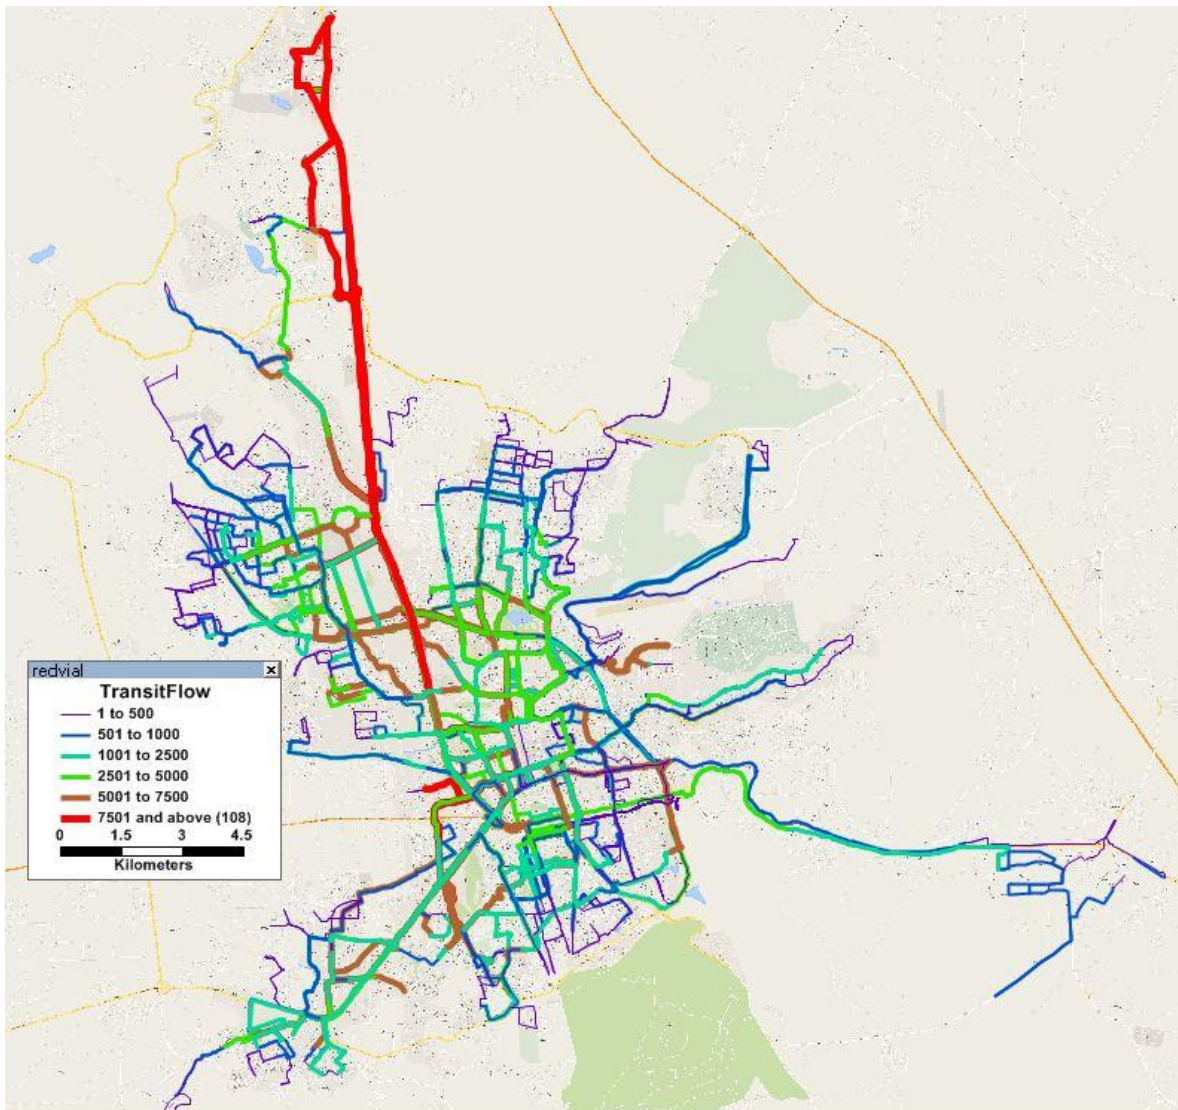 redvial
TransitFlow
1 to 500
501 to 1000
1001 to 2500
2501 to 5000
5001 to 7500
7501 and above (108)
0 1.5 3 4.5
Kilometers